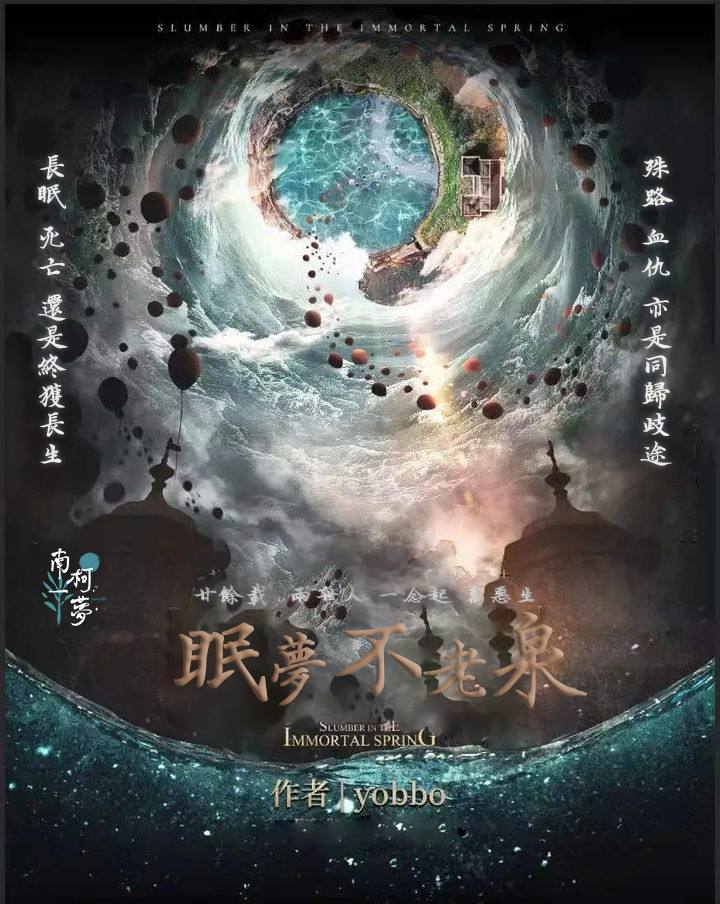 SLUMBER IN THE IMMORTAL SPRING
殊路 血仇 亦是同歸歧途
長眠 死亡 還是終獲長生
南柯一夢
廿餘載 兩世人 一念起 萬惡生
眠夢不老泉
SLUMBER IN THE
IMMORTAL SPRING
作者 | yobbo